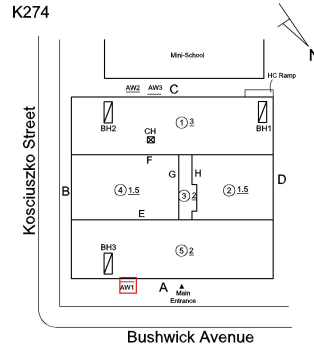 K274
N
Mini-School
HC Ramp
AW2 AW3 C
BH2
CH
1 3
BH1
F
G H
B
4 1.5
3 2
2 1.5
D
E
BH3
5 2
AW1
A
Main
Entrance
Kosciuszko Street
Bushwick Avenue